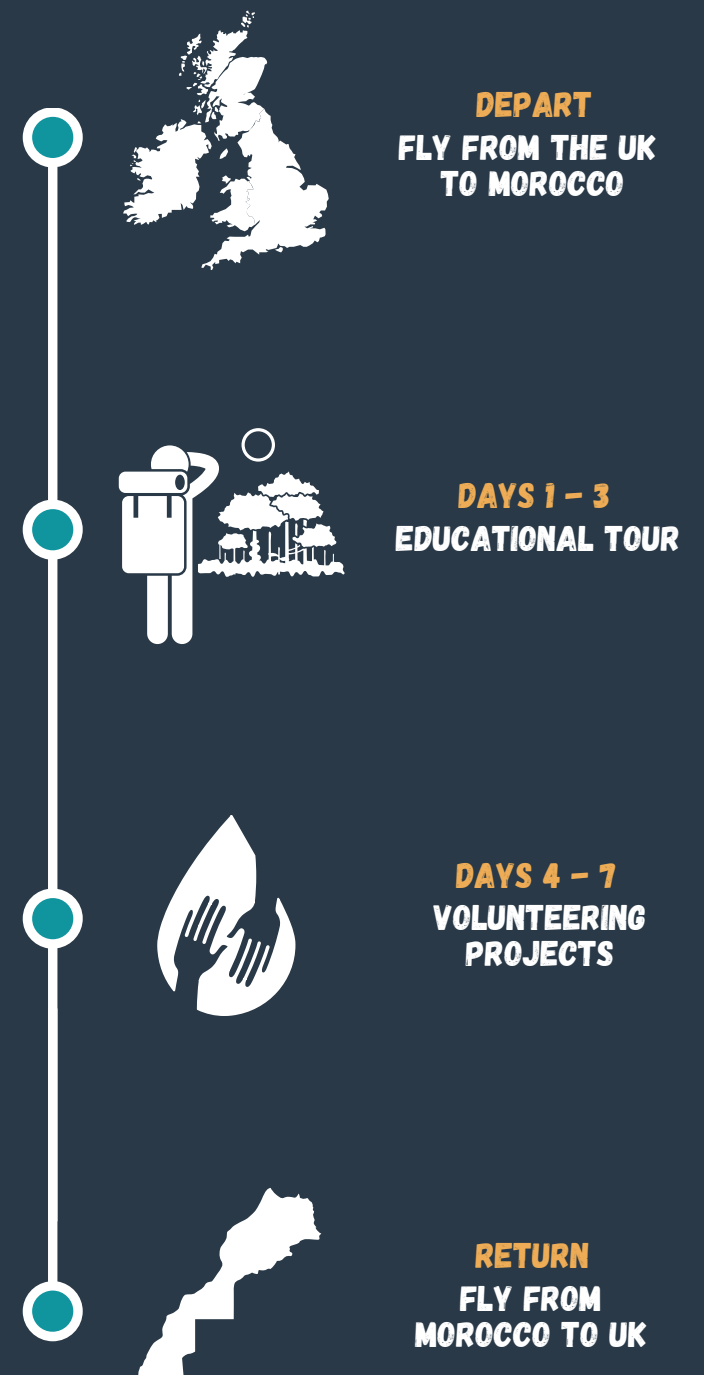 DEPART
FLY FROM THE UK
TO MOROCCO
DAYS 1 – 3
EDUCATIONAL TOUR
DAYS 4 – 7
VOLUNTEERING
PROJECTS
RETURN
FLY FROM
MOROCCO TO UK